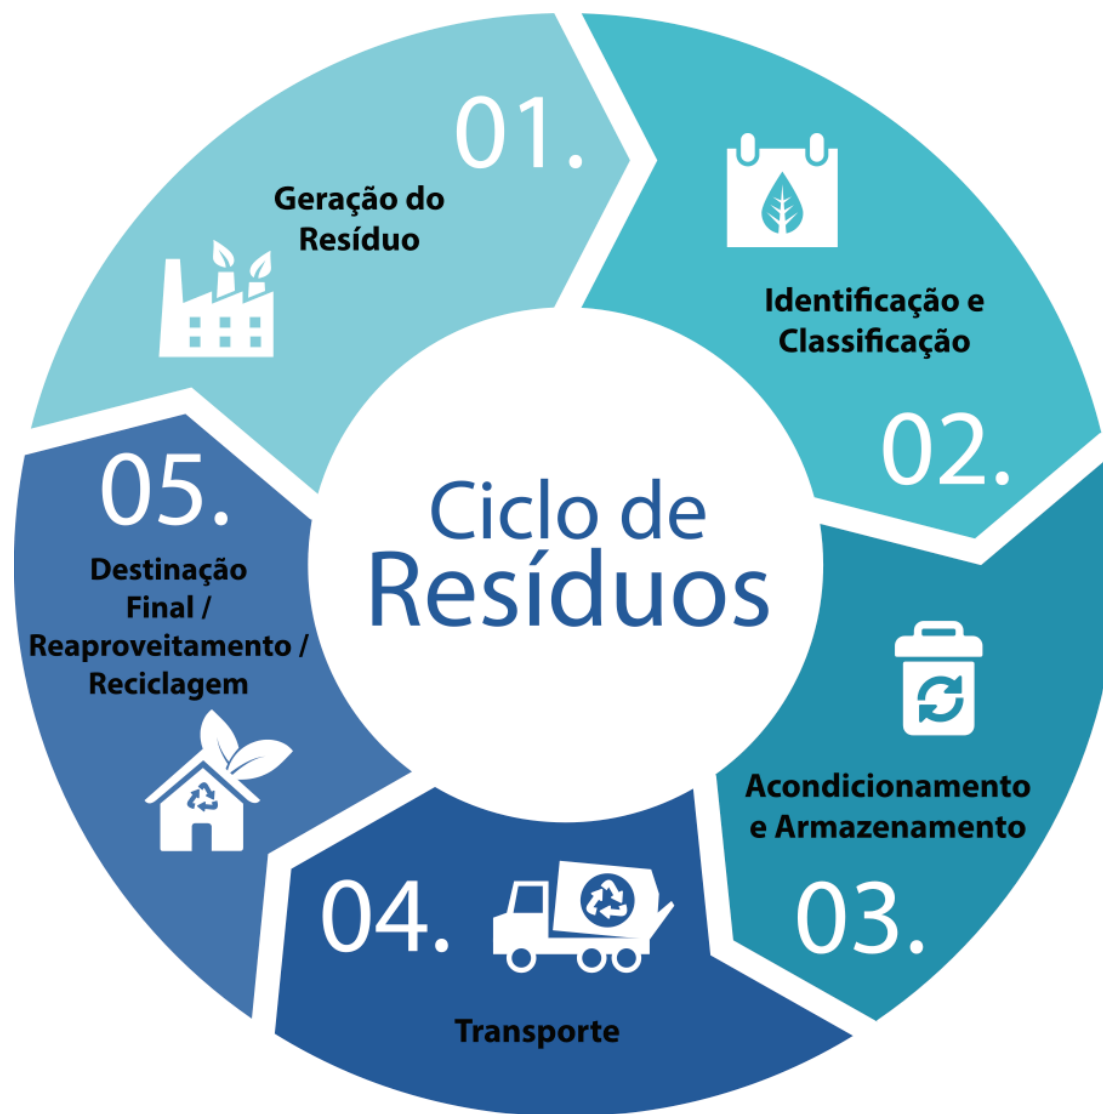 Ciclo de
Resíduos
01.
Geração do
Resíduo
Identificação e
Classificação
02.
Acondicionamento
e Armazenamento
03.
04.
Transporte
05.
Destinação
Final /
Reaproveitamento /
Reciclagem